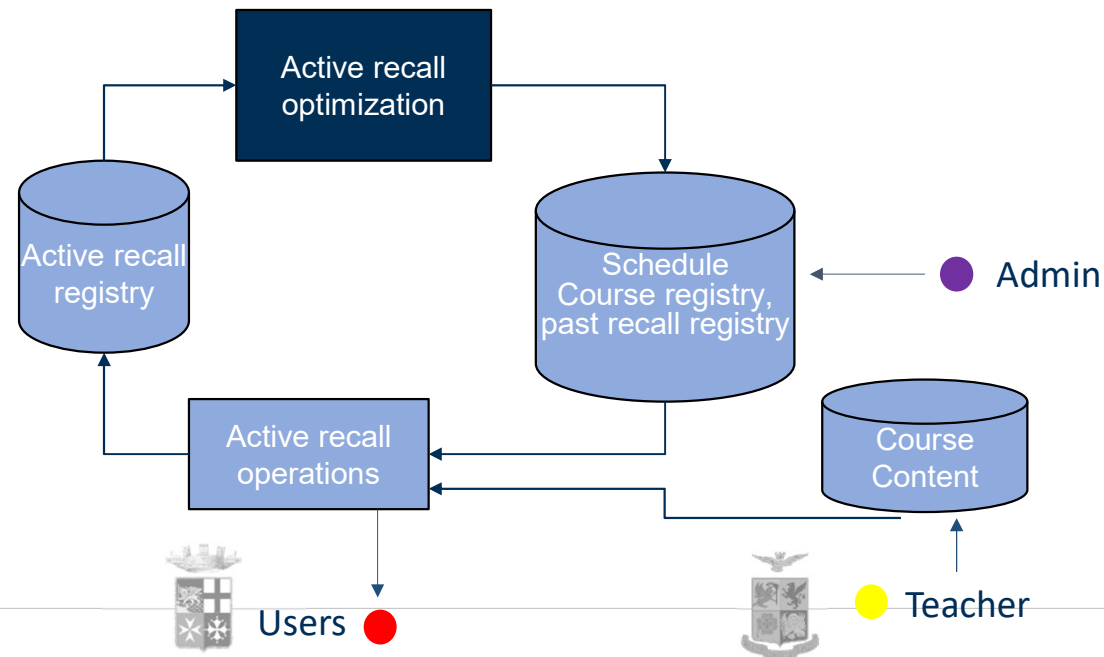 Active recall
optimization
Active recall
registry
Schedule
Course registry,
past recall registry
Admin
Active recall
operations
Course
Content
Users
Teacher